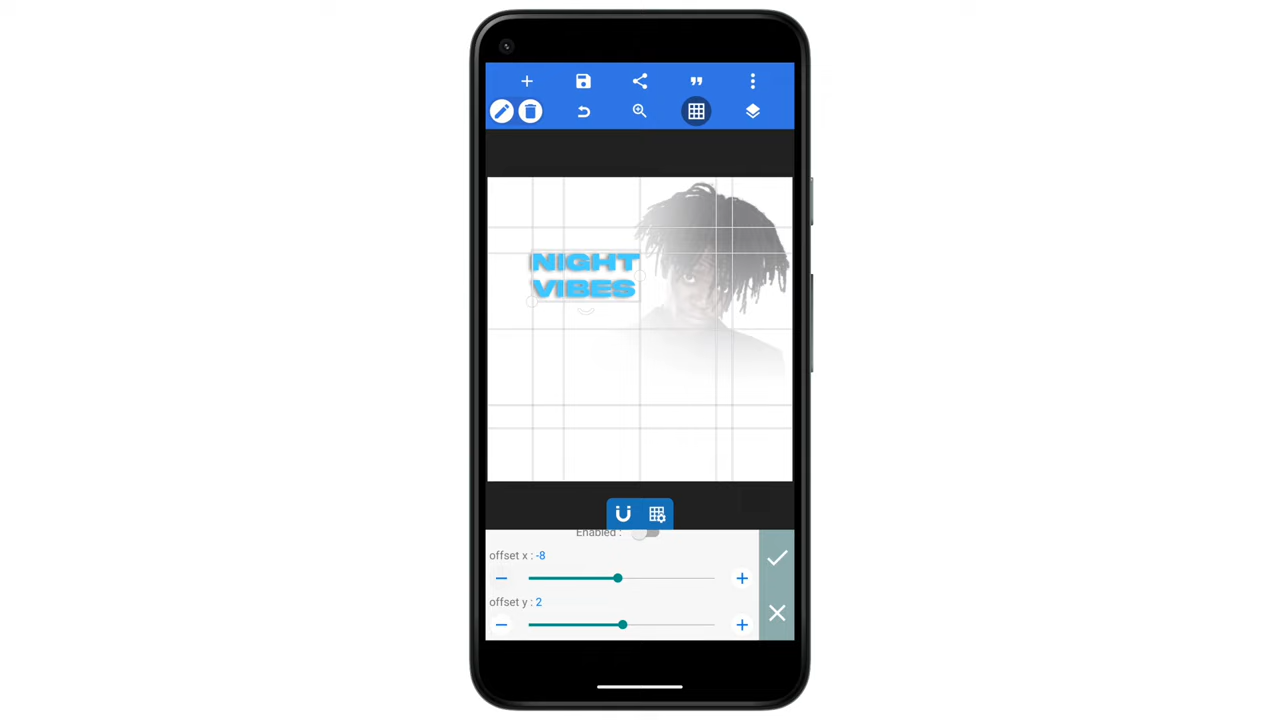 NIGHT
VIBES
Enabled :
offset x : -8
offset y : 2